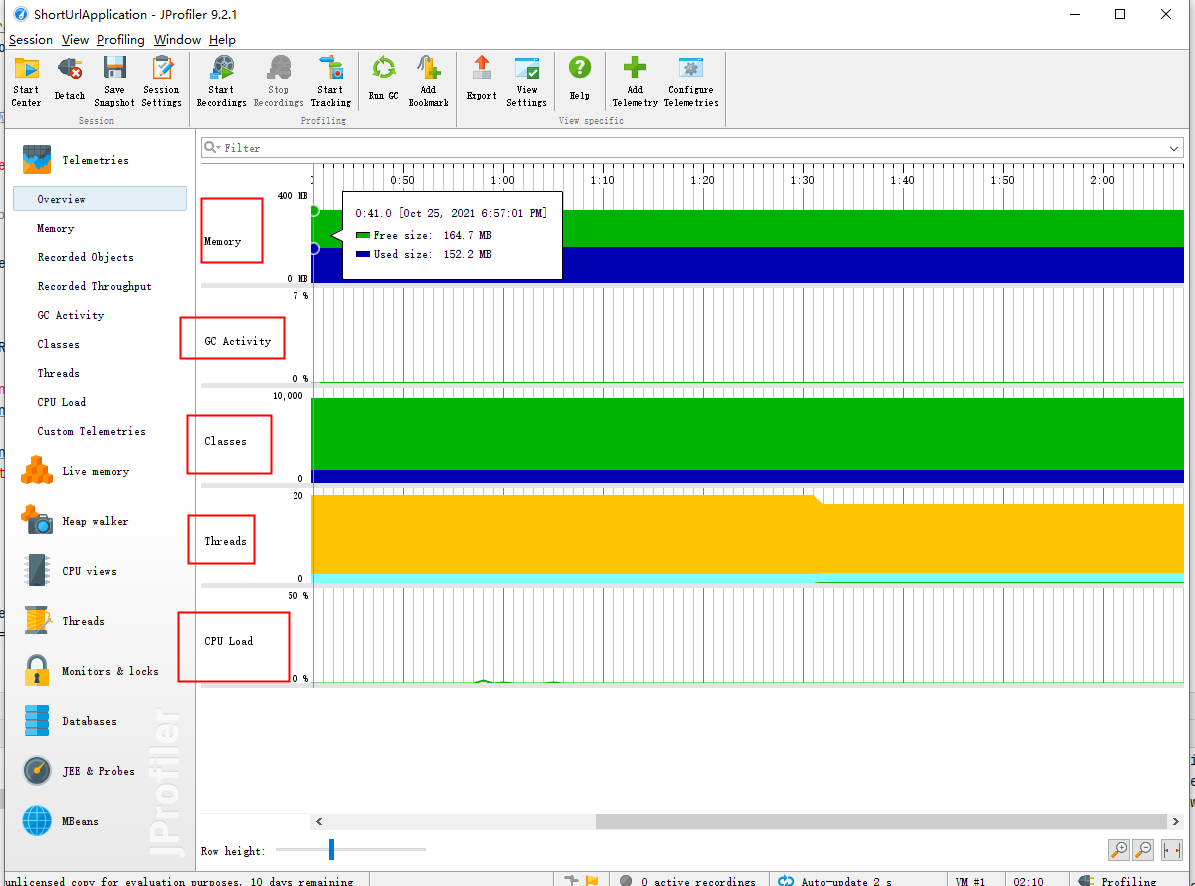 ShortUrlApplication - JProfiler 9.2.1
Session View Profiling Window Help
Start Center
Detach
Save Snapshot
Session Settings
Start Recordings
Stop Recordings
Start Tracking
Run GC
Add Bookmark
Export
View Settings
Help
Add Telemetry
Configure Telemetries
Session
Profiling
View specific
Telemetries
Overview
Memory
Recorded Objects
Recorded Throughput
GC Activity
Classes
Threads
CPU Load
Custom Telemetries
Live memory
Heap walker
CPU views
Threads
Monitors & locks
Databases
JEE & Probes
MBeans
JProfiler
Filter
0:50 1:00 1:10 1:20 1:30 1:40 1:50 2:00
400 MB
Memory
0 MB
0:41.0 [Oct 25, 2021 6:57:01 PM]
Free size: 164.7 MB
Used size: 152.2 MB
7 %
GC Activity
0 %
10,000
Classes
0
20
Threads
0
50 %
CPU Load
0 %
Row height:
unlicensed copy for evaluation purposes. 10 days remaining
0 active recordings
Auto-update 2 s
VM #1
02:10
Profiling